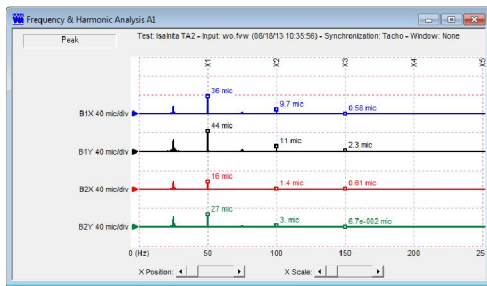 Frequency & Harmonic Analysis A1
Peak
Test: Isalnita TA2 - Input: wo.fvw (06/18/13 10:35:56) - Synchronization: Tacho - Window: None
X1 X2 X3 X4 X5
B1X 40 mic/div 36 mic 9.7 mic 0.58 mic
B1Y 40 mic/div 44 mic 11 mic 2.3 mic
B2X 40 mic/div 16 mic 1.4 mic 0.61 mic
B2Y 40 mic/div 27 mic 3. mic 6.7e-002 mic
0 (Hz) 50 100 150 200 25
X Position: X Scale: